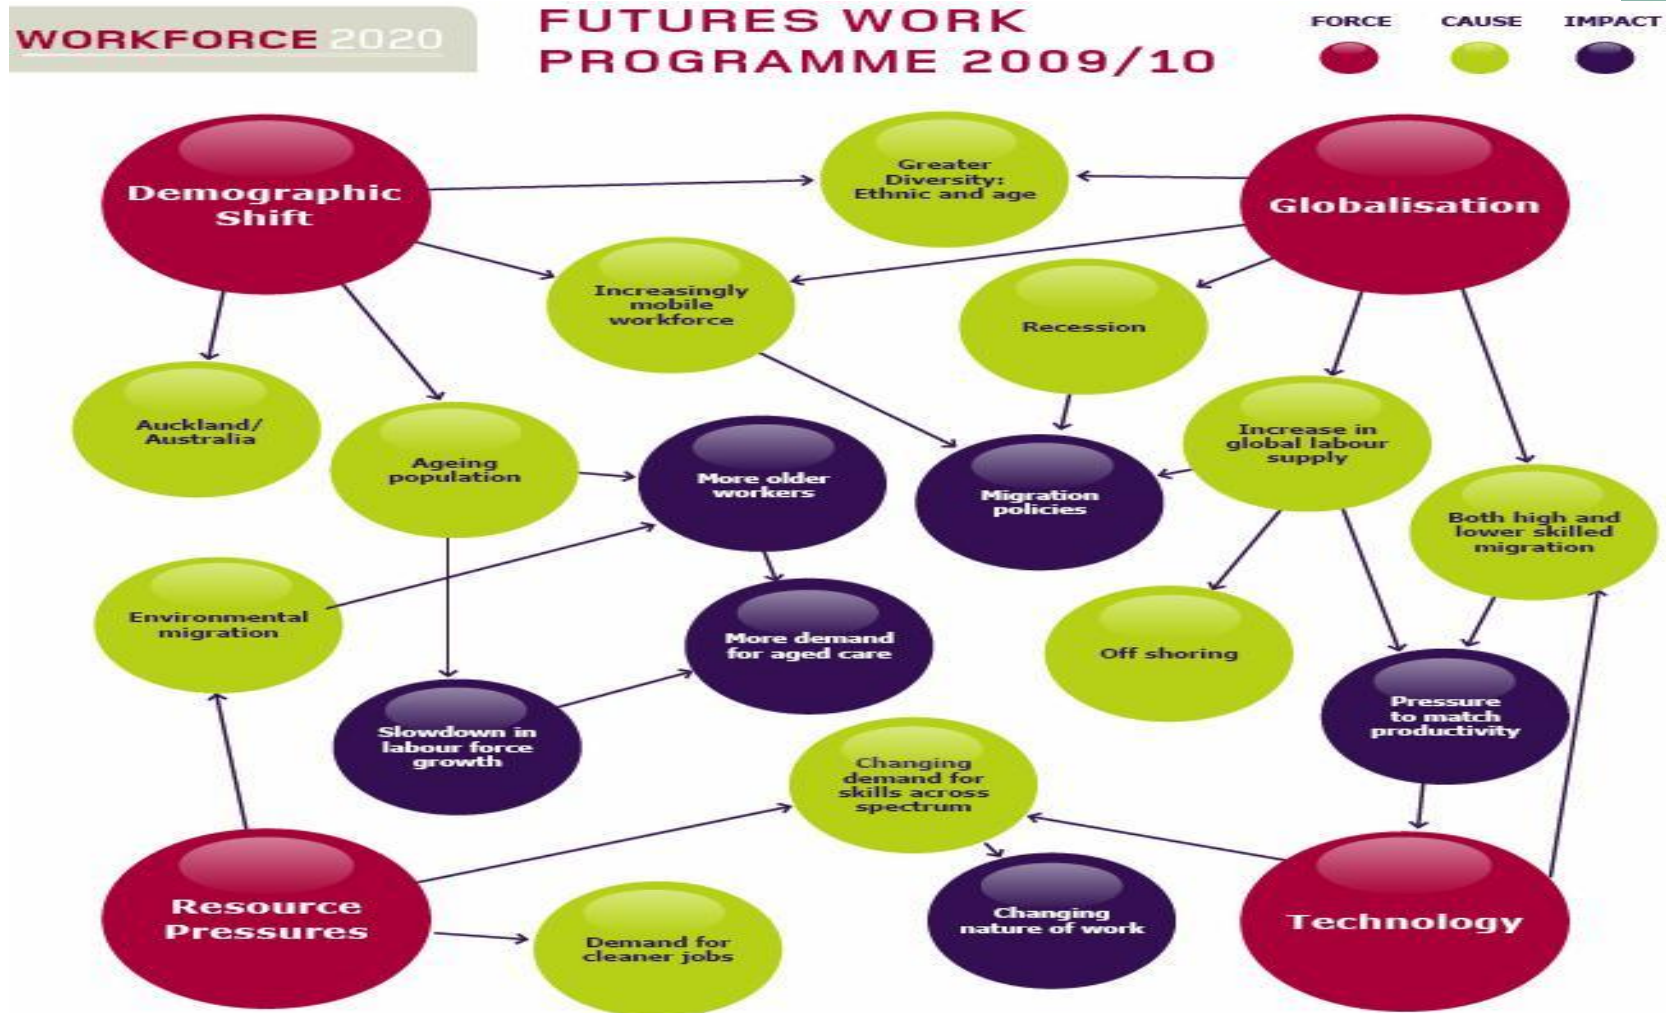 WORKFORCE 2020
FUTURES WORK
PROGRAMME 2009/10
FORCE
CAUSE
IMPACT
Demographic
Shift
Greater
Diversity:
Ethnic and age
Globalisation
Increasingly
mobile
workforce
Recession
Auckland/
Australia
Ageing
population
More older
workers
Migration
policies
Increase in
global labour
supply
Both high and
lower skilled
migration
Environmental
migration
More demand
for aged care
Off shoring
Slowdown in
labour force
growth
Pressure
to match
productivity
Changing
demand for
skills across
spectrum
Resource
Pressures
Demand for
cleaner jobs
Changing
nature of work
Technology